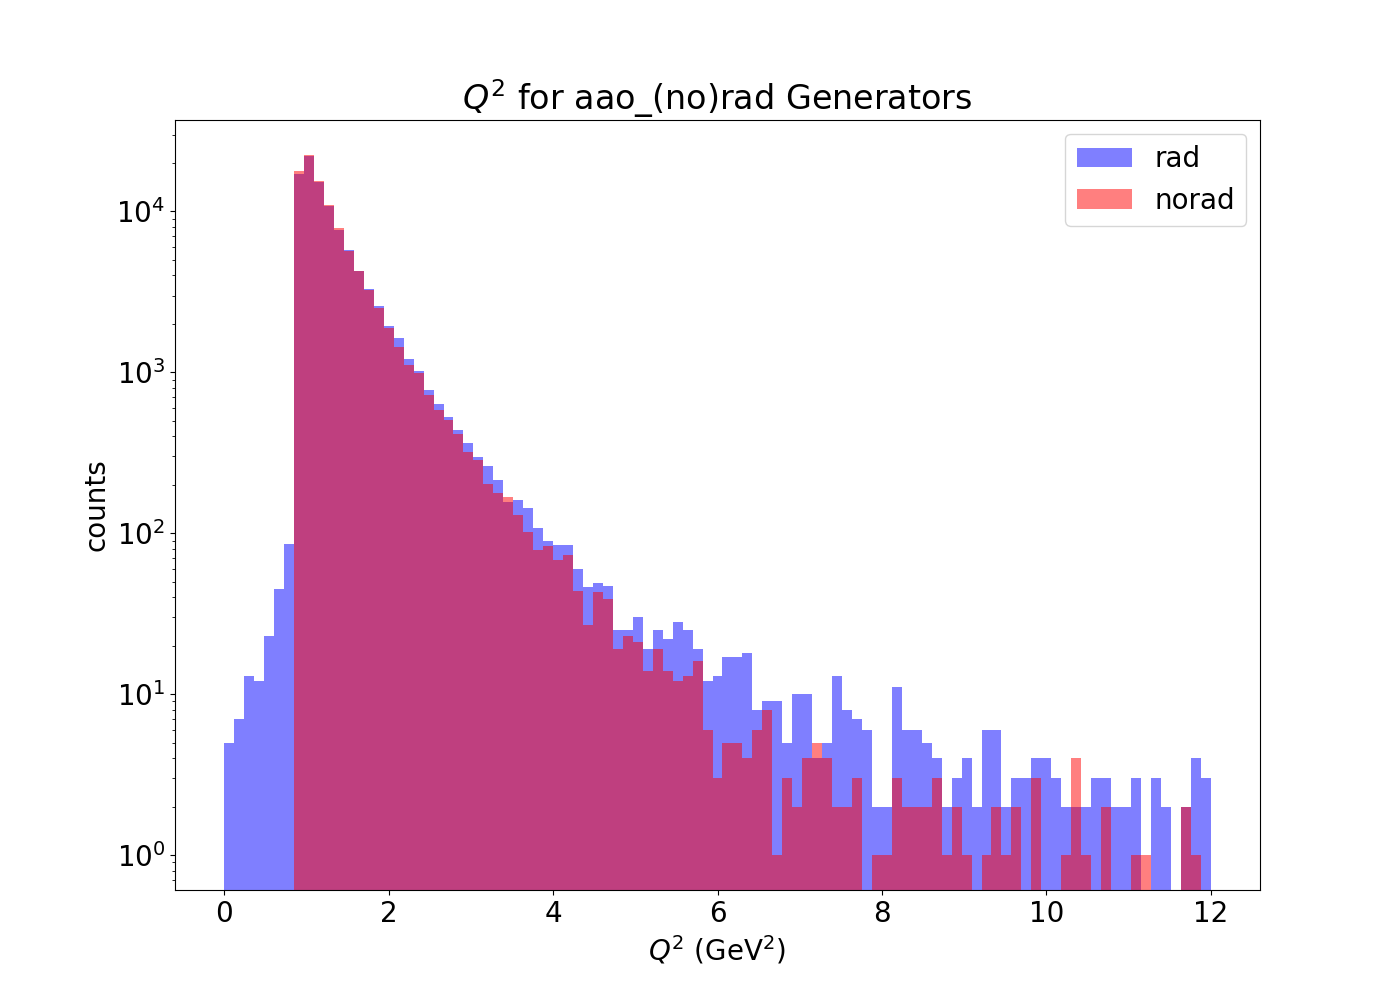 Q² for aao_(no)rad Generators
rad
norad
10⁴
10³
10²
10¹
10⁰
counts
0 2 4 6 8 10 12
Q² (GeV²)